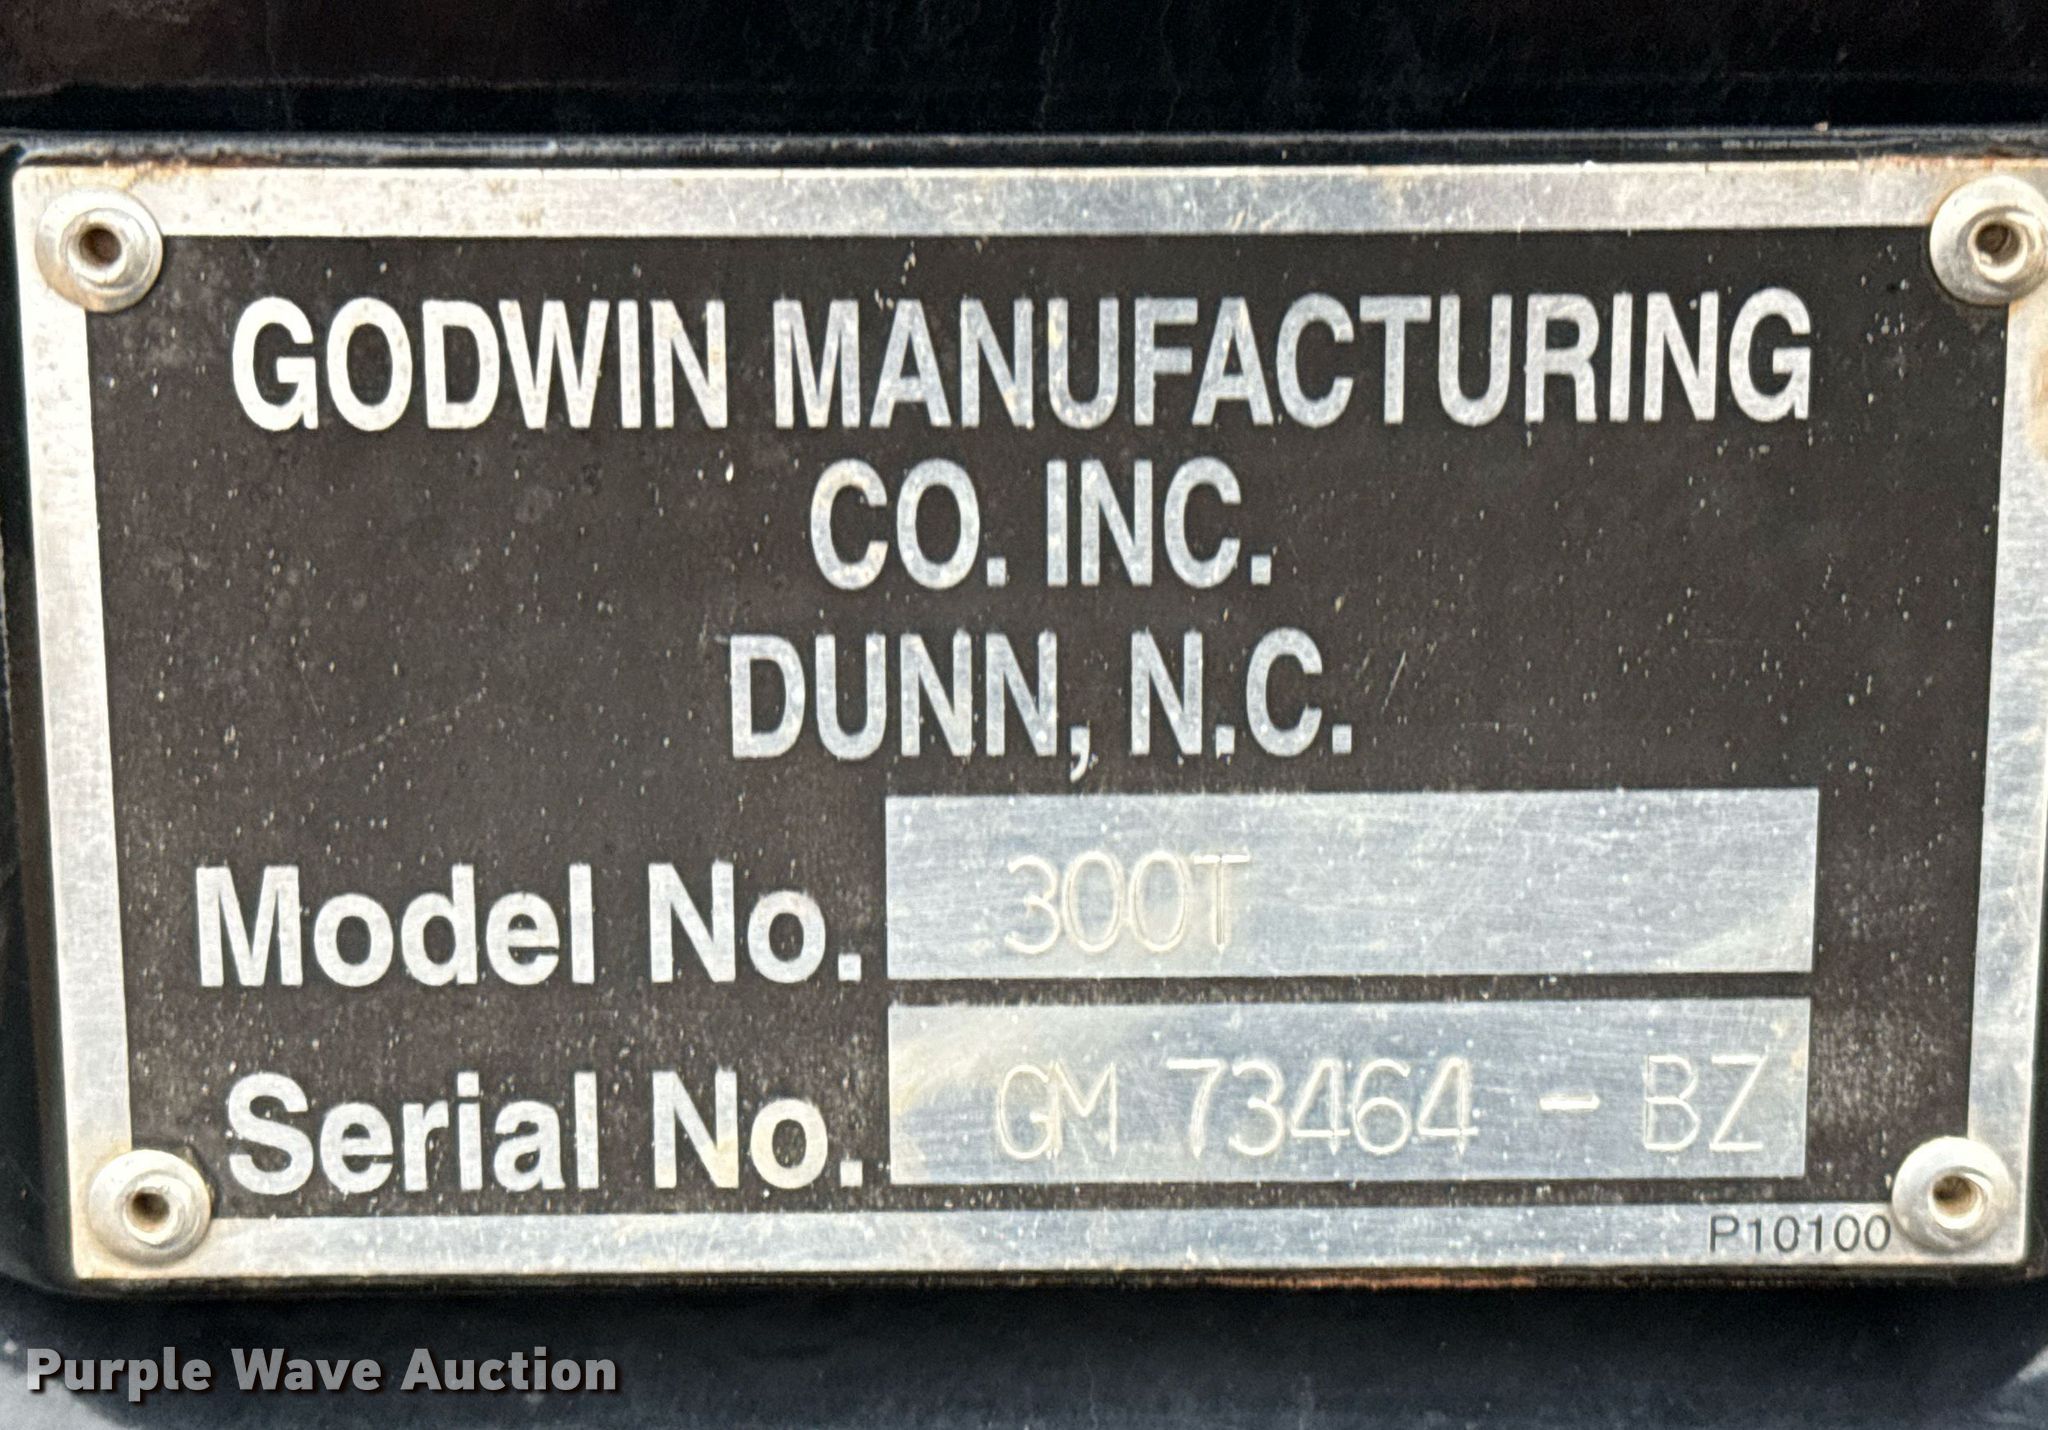 GODWIN MANUFACTURING
CO. INC.
DUNN, N.C.
Model No. 300T
Serial No. GM 73464 - BZ
P10100
Purple Wave Auction